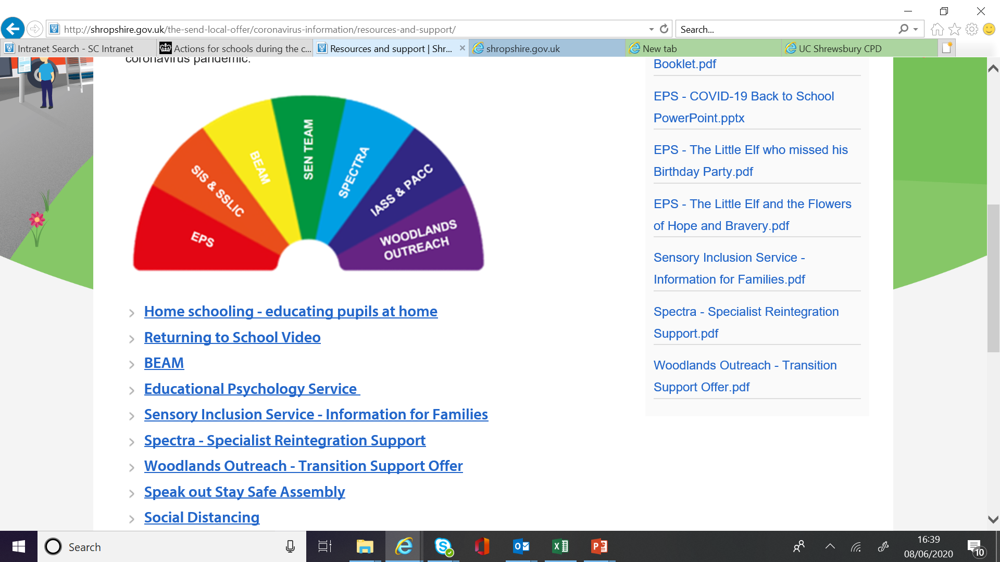 http://shropshire.gov.uk/the-send-local-offer/coronavirus-information/resources-and-support/
Search...
Intranet Search - SC Intranet
Actions for schools during the c...
Resources and support | Shr...
shropshire.gov.uk
New tab
UC Shrewsbury CPD
coronavirus pandemic.
EPS
SIS & SSLIC
BEAM
SEN TEAM
SPECTRA
IASS & PACC
WOODLANDS
OUTREACH
Home schooling - educating pupils at home
Returning to School Video
BEAM
Educational Psychology Service
Sensory Inclusion Service - Information for Families
Spectra - Specialist Reintegration Support
Woodlands Outreach - Transition Support Offer
Speak out Stay Safe Assembly
Social Distancing
Booklet.pdf
EPS - COVID-19 Back to School
PowerPoint.pptx
EPS - The Little Elf who missed his
Birthday Party.pdf
EPS - The Little Elf and the Flowers
of Hope and Bravery.pdf
Sensory Inclusion Service -
Information for Families.pdf
Spectra - Specialist Reintegration
Support.pdf
Woodlands Outreach - Transition
Support Offer.pdf
Search
16:39
08/06/2020
10